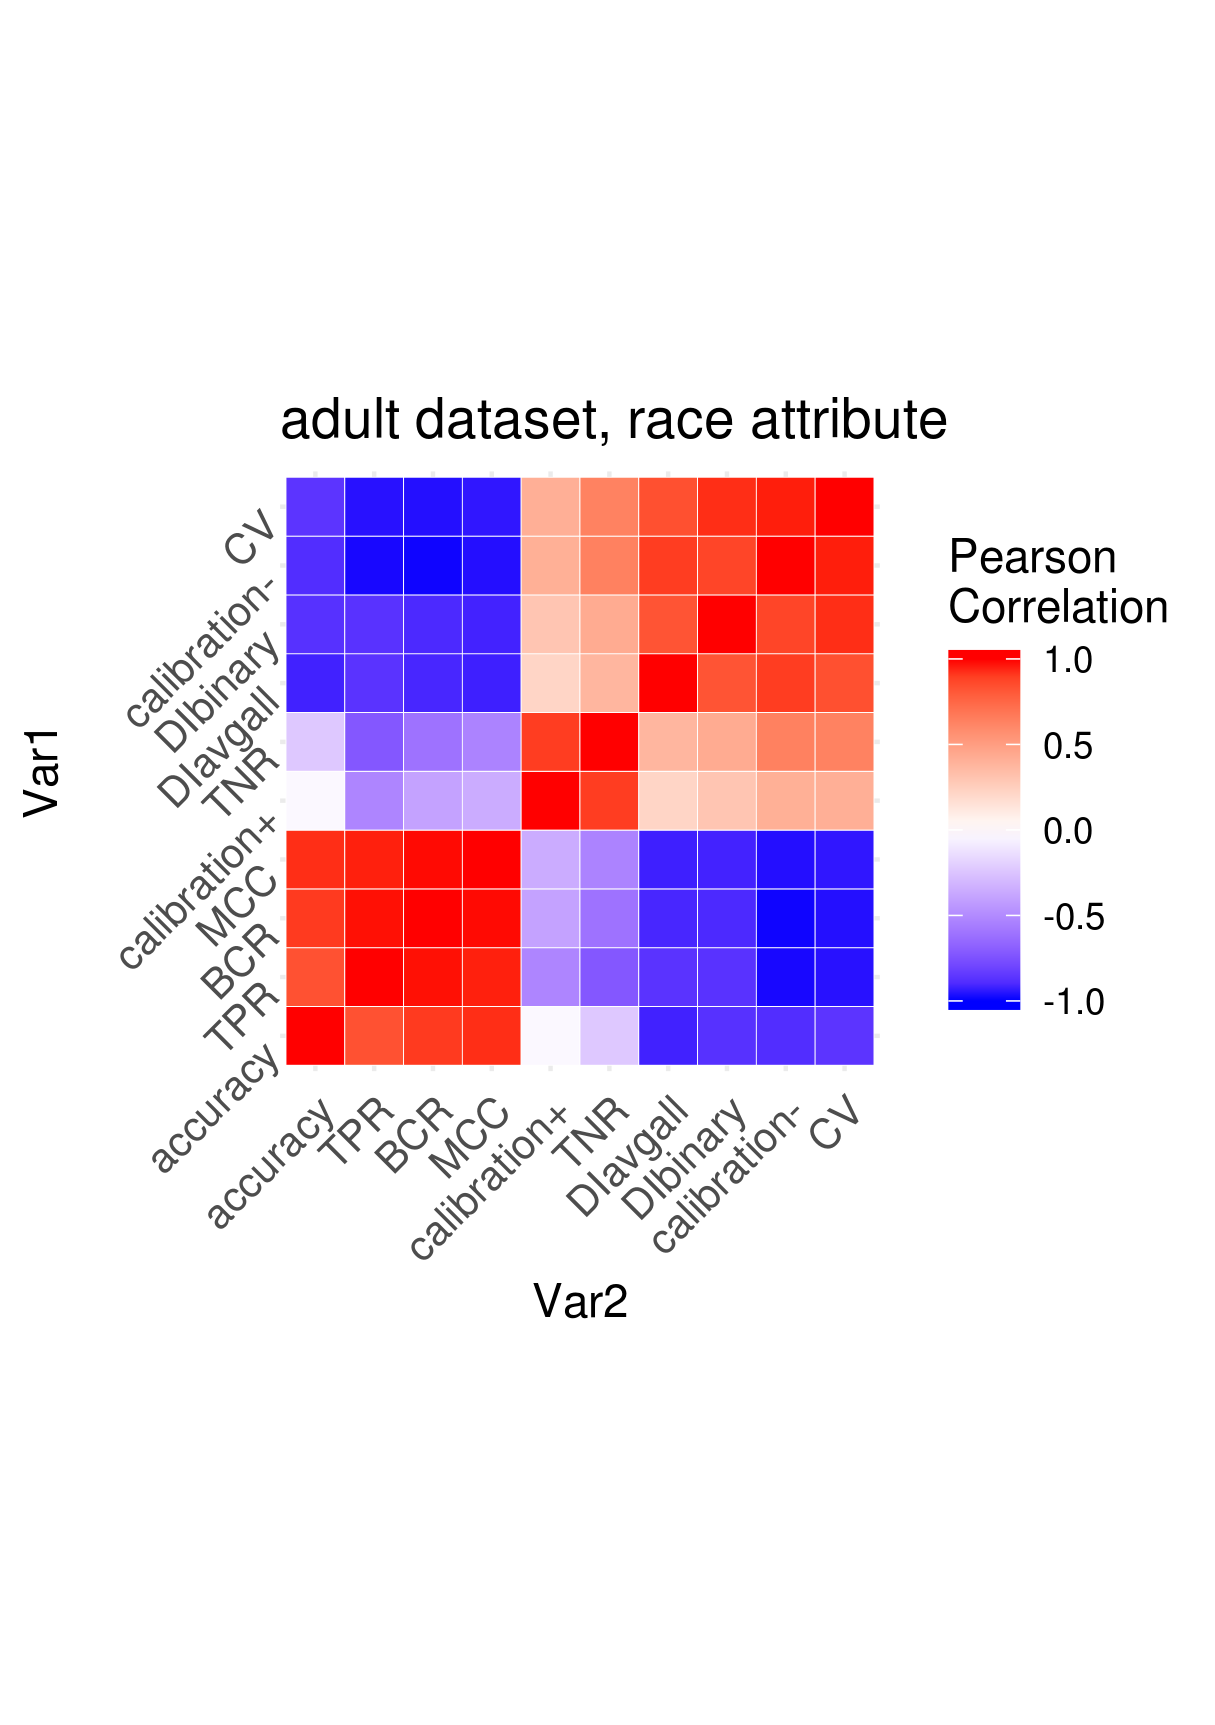 adult dataset, race attribute
Var1
CV
calibration-
DIbinary
DIavgall
TNR
calibration+
MCC
BCR
TPR
accuracy
accuracy
TPR
BCR
MCC
calibration+
TNR
DIavgall
DIbinary
calibration-
CV
Var2
Pearson
Correlation
1.0
0.5
0.0
-0.5
-1.0